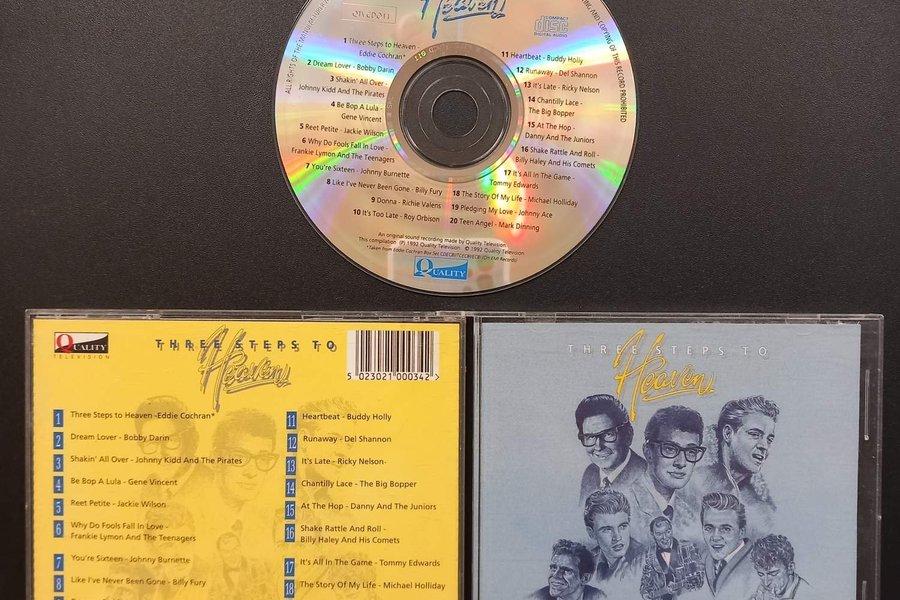 Heaven!
QTVCD011
COMPACT
disc
DIGITAL AUDIO
1 Three Steps to Heaven -
Eddie Cochran*
2 Dream Lover - Bobby Darin
3 Shakin' All Over -
Johnny Kidd And The Pirates
4 Be Bop A Lula -
Gene Vincent
5 Reet Petite - Jackie Wilson
6 Why Do Fools Fall In Love -
Frankie Lymon And The Teenagers
7 You're Sixteen - Johnny Burnette
8 Like I've Never Been Gone - Billy Fury
9 Donna - Richie Valens
10 It's Too Late - Roy Orbison
11 Heartbeat - Buddy Holly
12 Runaway - Del Shannon
13 It's Late - Ricky Nelson
14 Chantilly Lace -
The Big Bopper
15 At The Hop -
Danny And The Juniors
16 Shake Rattle And Roll -
Billy Haley And His Comets
17 It's All In The Game -
Tommy Edwards
18 The Story Of My Life - Michael Holliday
19 Pledging My Love - Johnny Ace
20 Teen Angel - Mark Dinning
An original sound recording made by Quality Television.
This compilation (P) 1992 Quality Television. © 1992 Quality Television
QUALITY
ALL RIGHTS OF THE
AND COPYING OF THIS RECORD PROHIBITED
QUALITY
TELEVISION
THREE STEPS TO
Heaven!
5 023021 000342 >
1 Three Steps to Heaven -Eddie Cochran*
2 Dream Lover - Bobby Darin
3 Shakin' All Over - Johnny Kidd And The Pirates
4 Be Bop A Lula - Gene Vincent
5 Reet Petite - Jackie Wilson
6 Why Do Fools Fall In Love -
Frankie Lymon And The Teenagers
7 You're Sixteen - Johnny Burnette
8 Like I've Never Been Gone - Billy Fury
11 Heartbeat - Buddy Holly
12 Runaway - Del Shannon
13 It's Late - Ricky Nelson
14 Chantilly Lace - The Big Bopper
15 At The Hop - Danny And The Juniors
16 Shake Rattle And Roll -
Billy Haley And His Comets
17 It's All In The Game - Tommy Edwards
18 The Story Of My Life - Michael Holliday
THREE STEPS TO
Heaven!